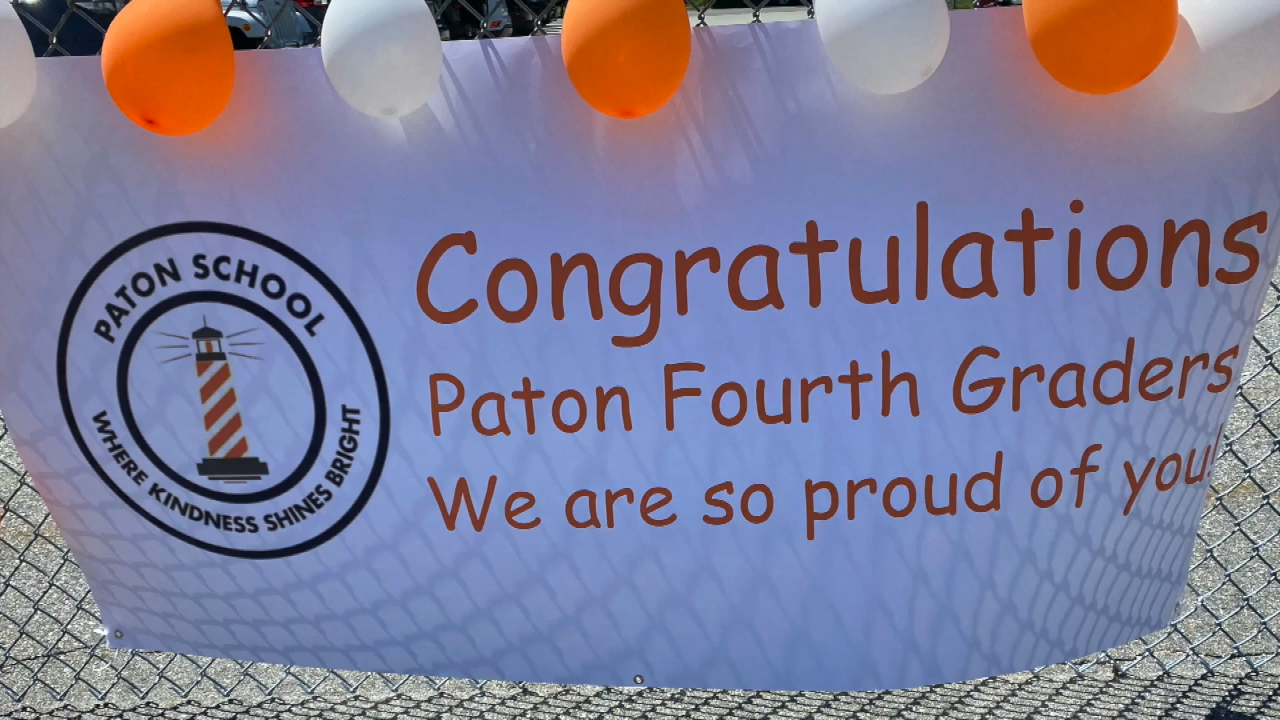 PATON SCHOOL
WHERE KINDNESS SHINES BRIGHT
Congratulations
Paton Fourth Graders
We are so proud of you!